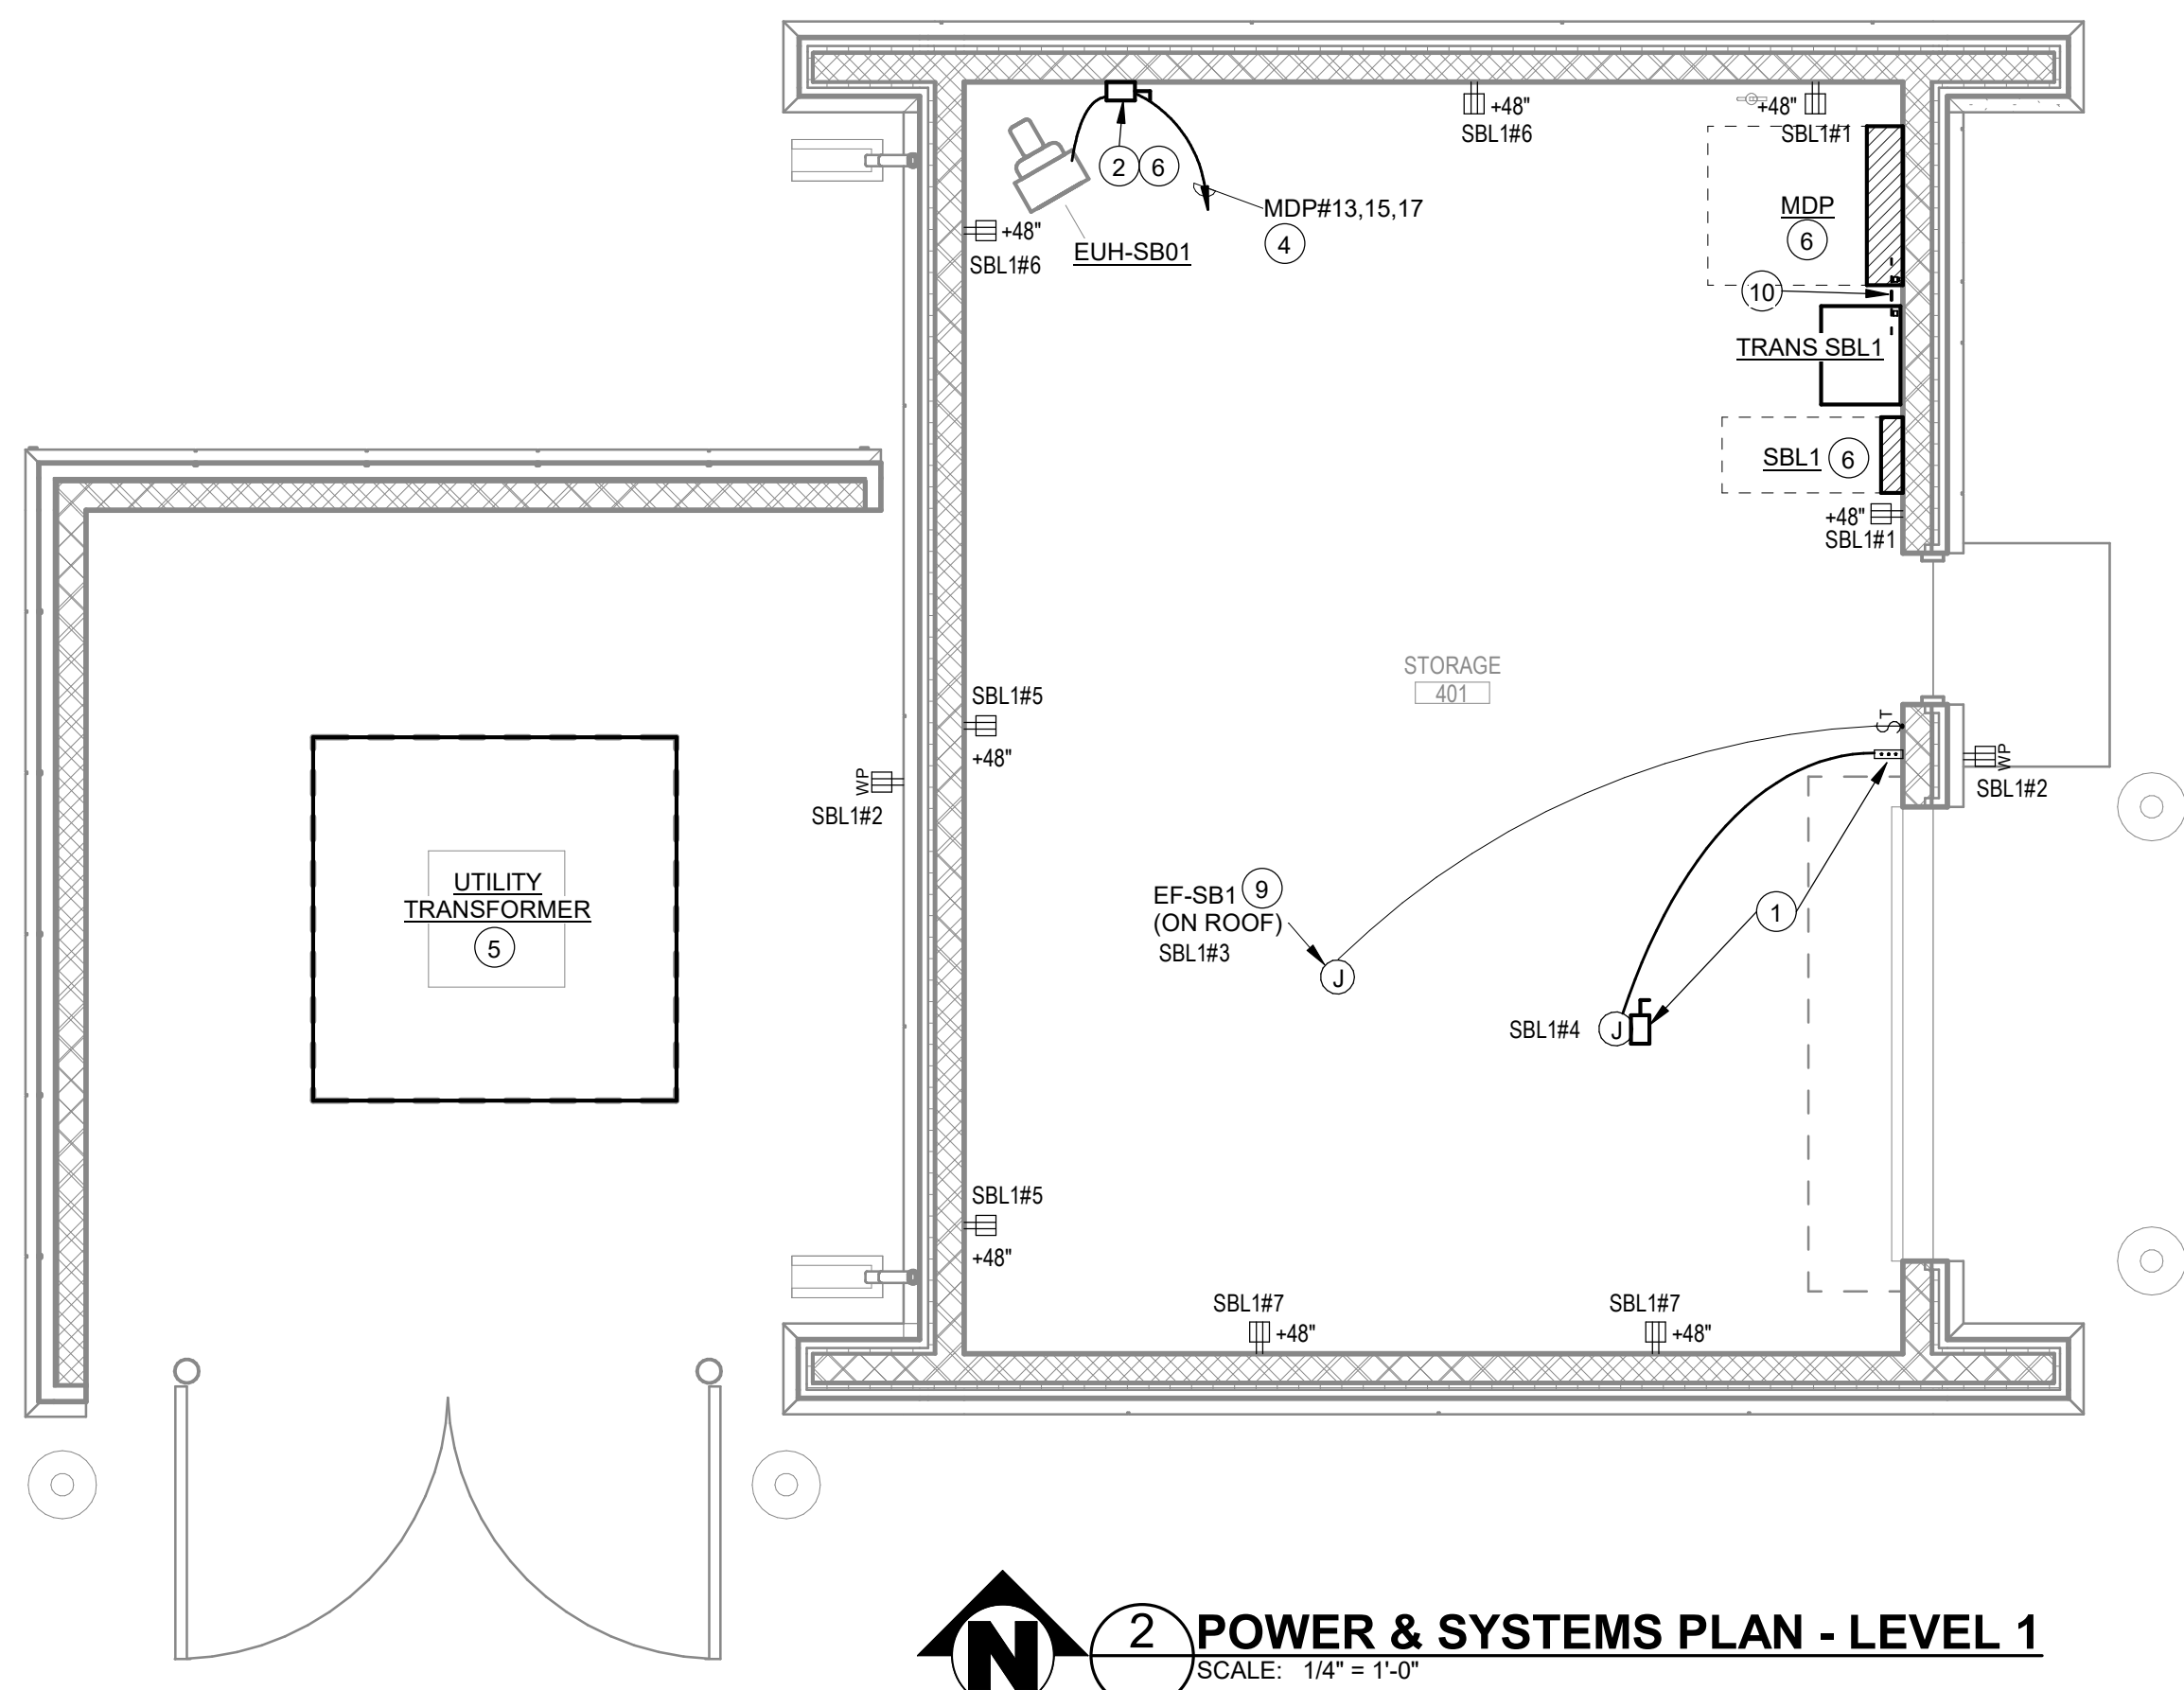 +48"
SBL1#6
+48"
SBL1#1
2
6
MDP#13,15,17
4
MDP
6
+48"
SBL1#6
EUH-SB01
10
TRANS SBL1
SBL1
6
+48"
SBL1#1
STORAGE
401
SBL1#5
+48"
ST
WP
SBL1#2
WP
SBL1#2
UTILITY
TRANSFORMER
5
EF-SB1
9
(ON ROOF)
SBL1#3
J
1
SBL1#4
J
SBL1#5
+48"
SBL1#7
+48"
SBL1#7
+48"
N
2
POWER & SYSTEMS PLAN - LEVEL 1
SCALE: 1/4" = 1'-0"